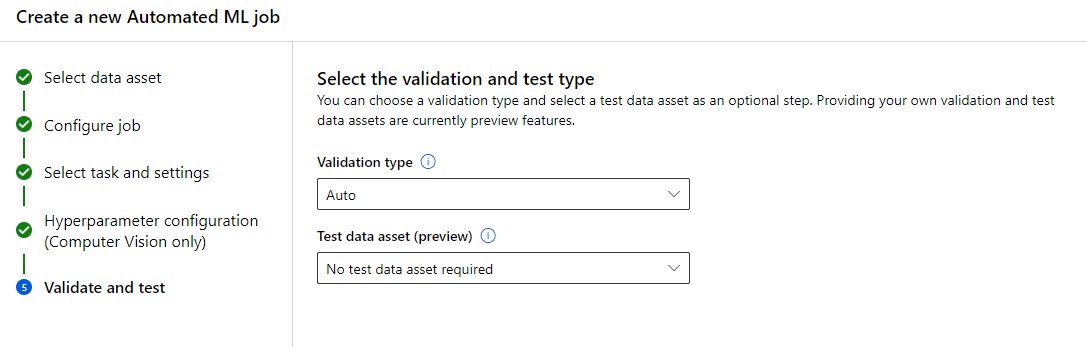 Create a new Automated ML job
Select data asset
Configure job
Select task and settings
Hyperparameter configuration
(Computer Vision only)
5 Validate and test
Select the validation and test type
You can choose a validation type and select a test data asset as an optional step. Providing your own validation and test
data assets are currently preview features.
Validation type
Auto
Test data asset (preview)
No test data asset required